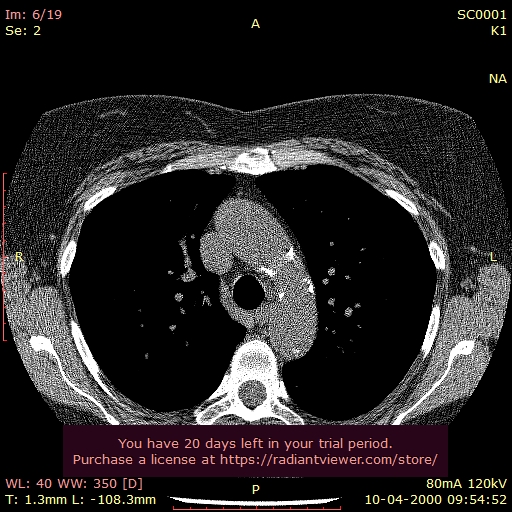 Im: 6/19
Se: 2
A
SC0001
K1
NA
R
L
You have 20 days left in your trial period.
Purchase a license at https://radiantviewer.com/store/
WL: 40 WW: 350 [D]
T: 1.3mm L: -108.3mm
P
80mA 120kV
10-04-2000 09:54:52